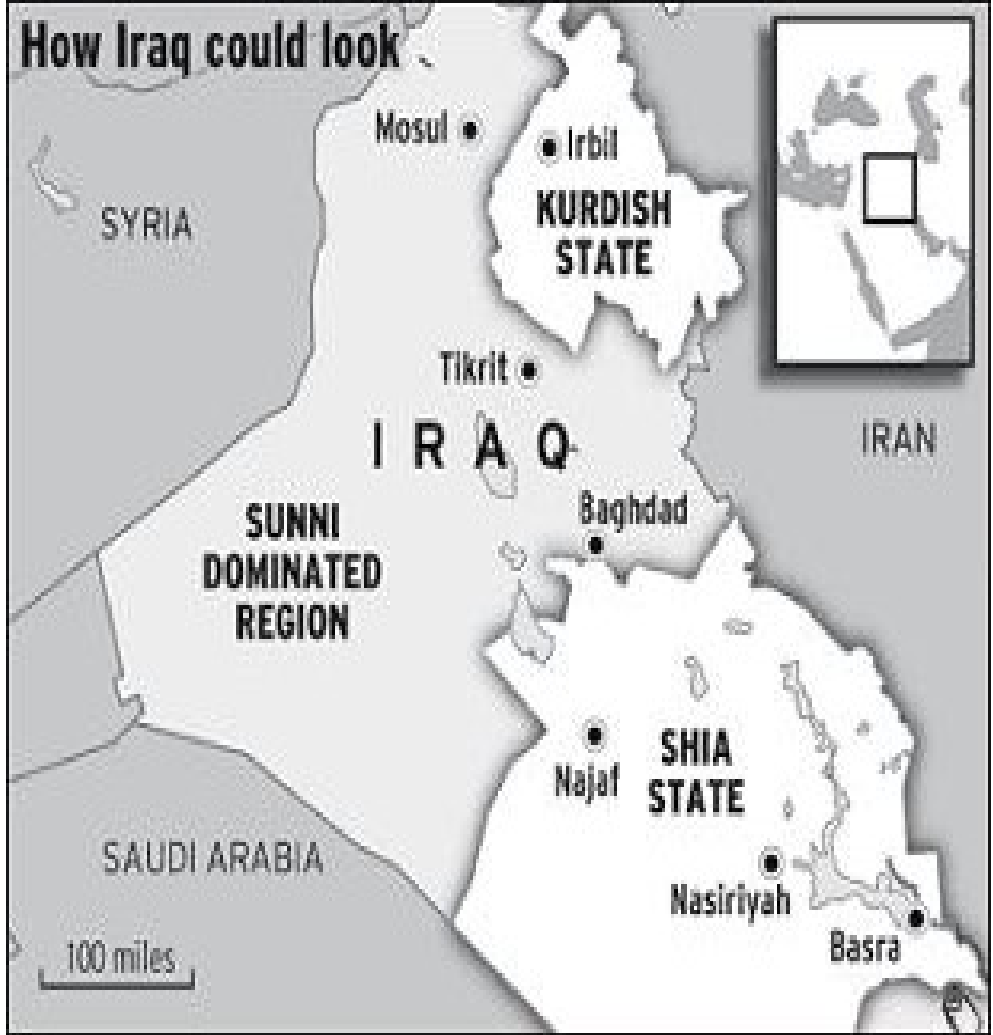 How Iraq could look
Mosul
Irbil
SYRIA
KURDISH
STATE
Tikrit
IRAQ
IRAN
Baghdad
SUNNI
DOMINATED
REGION
Najaf
SHIA
STATE
SAUDI ARABIA
Nasiriyah
Basra
100 miles